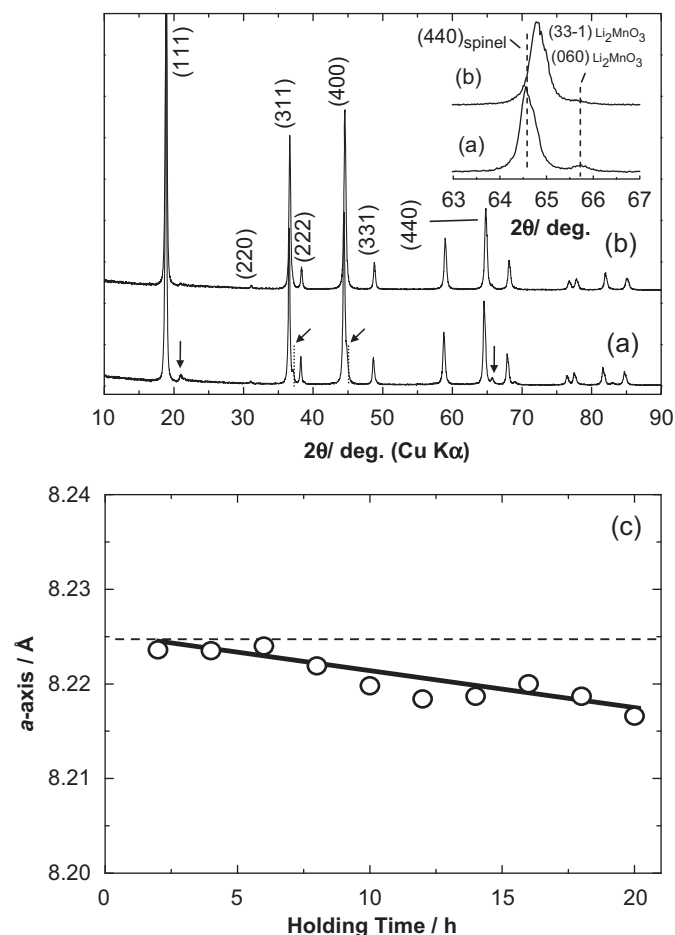 (440)spinel
(33-1) Li2MnO3
(060) Li2MnO3
(b)
(a)
63 64 65 66 67
2θ/ deg.
(111)
(220)
(311)
(222)
(400)
(331)
(440)
(b)
(a)
10 20 30 40 50 60 70 80 90
2θ/ deg. (Cu Kα)
(c)
8.24
8.23
8.22
8.21
8.20
a-axis / Å
0 5 10 15 20
Holding Time / h